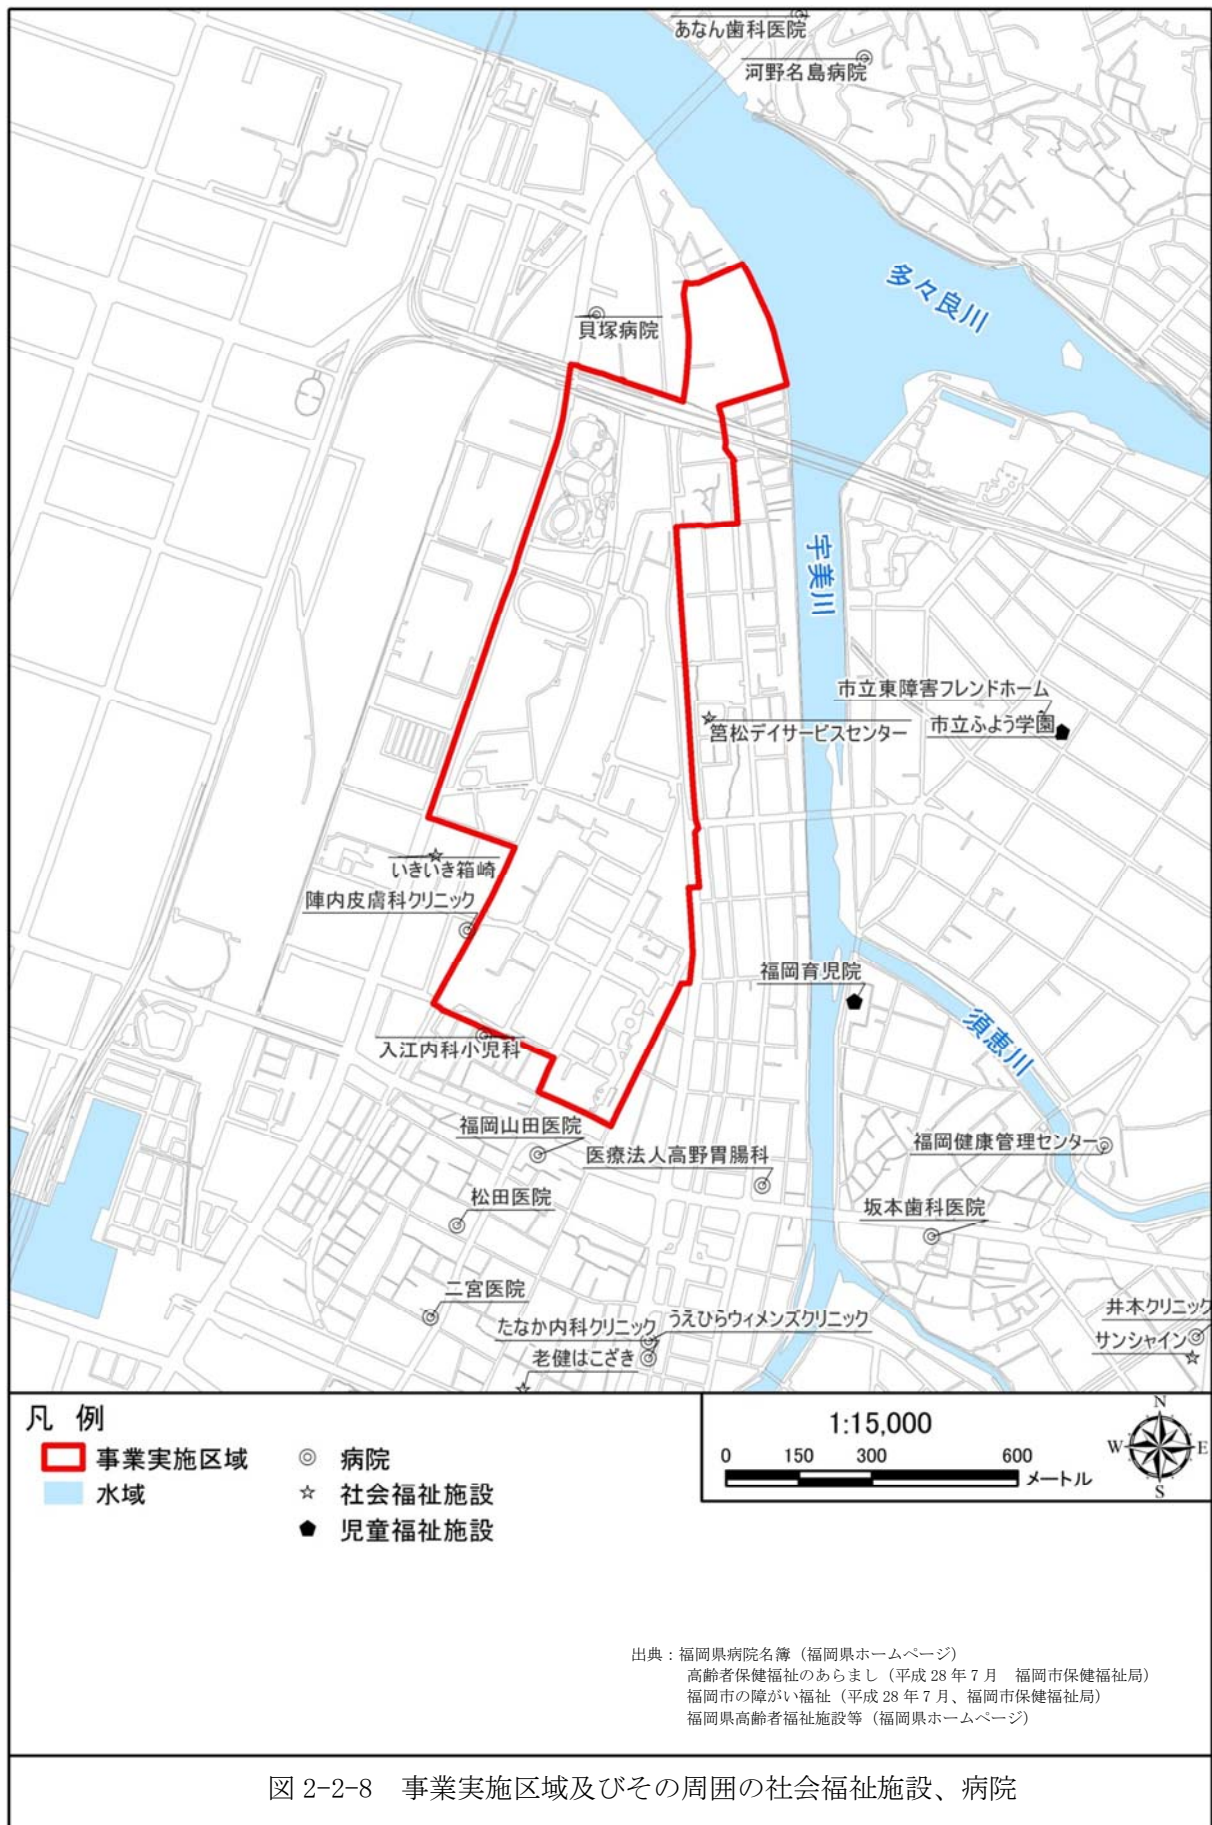 あなん歯科医院
河野名島病院
多々良川
貝塚病院
宇美川
市立東障害フレンドホーム
市立ふよう学園
筥松デイサービスセンター
いきいき箱崎
陣内皮膚科クリニック
福岡育児院
須恵川
入江内科小児科
福岡山田医院
医療法人高野胃腸科
福岡健康管理センター
松田医院
坂本歯科医院
二宮医院
たなか内科クリニック
うえひらウィメンズクリニック
老健はこざき
井本クリニック
サンシャイン
凡 例
事業実施区域
水域
病院
社会福祉施設
児童福祉施設
1:15,000
0 150 300 600
メートル
N
W E
S
出典：福岡県病院名簿（福岡県ホームページ）
高齢者保健福祉のあらまし（平成 28 年 7 月 福岡市保健福祉局）
福岡市の障がい福祉（平成 28 年 7 月、福岡市保健福祉局）
福岡県高齢者福祉施設等（福岡県ホームページ）
図 2-2-8 事業実施区域及びその周囲の社会福祉施設、病院